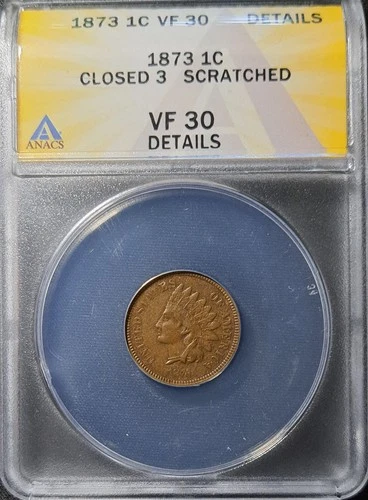 1873 1C VF 30 DETAILS
1873 1C
CLOSED 3 SCRATCHED
VF 30
DETAILS
ANACS